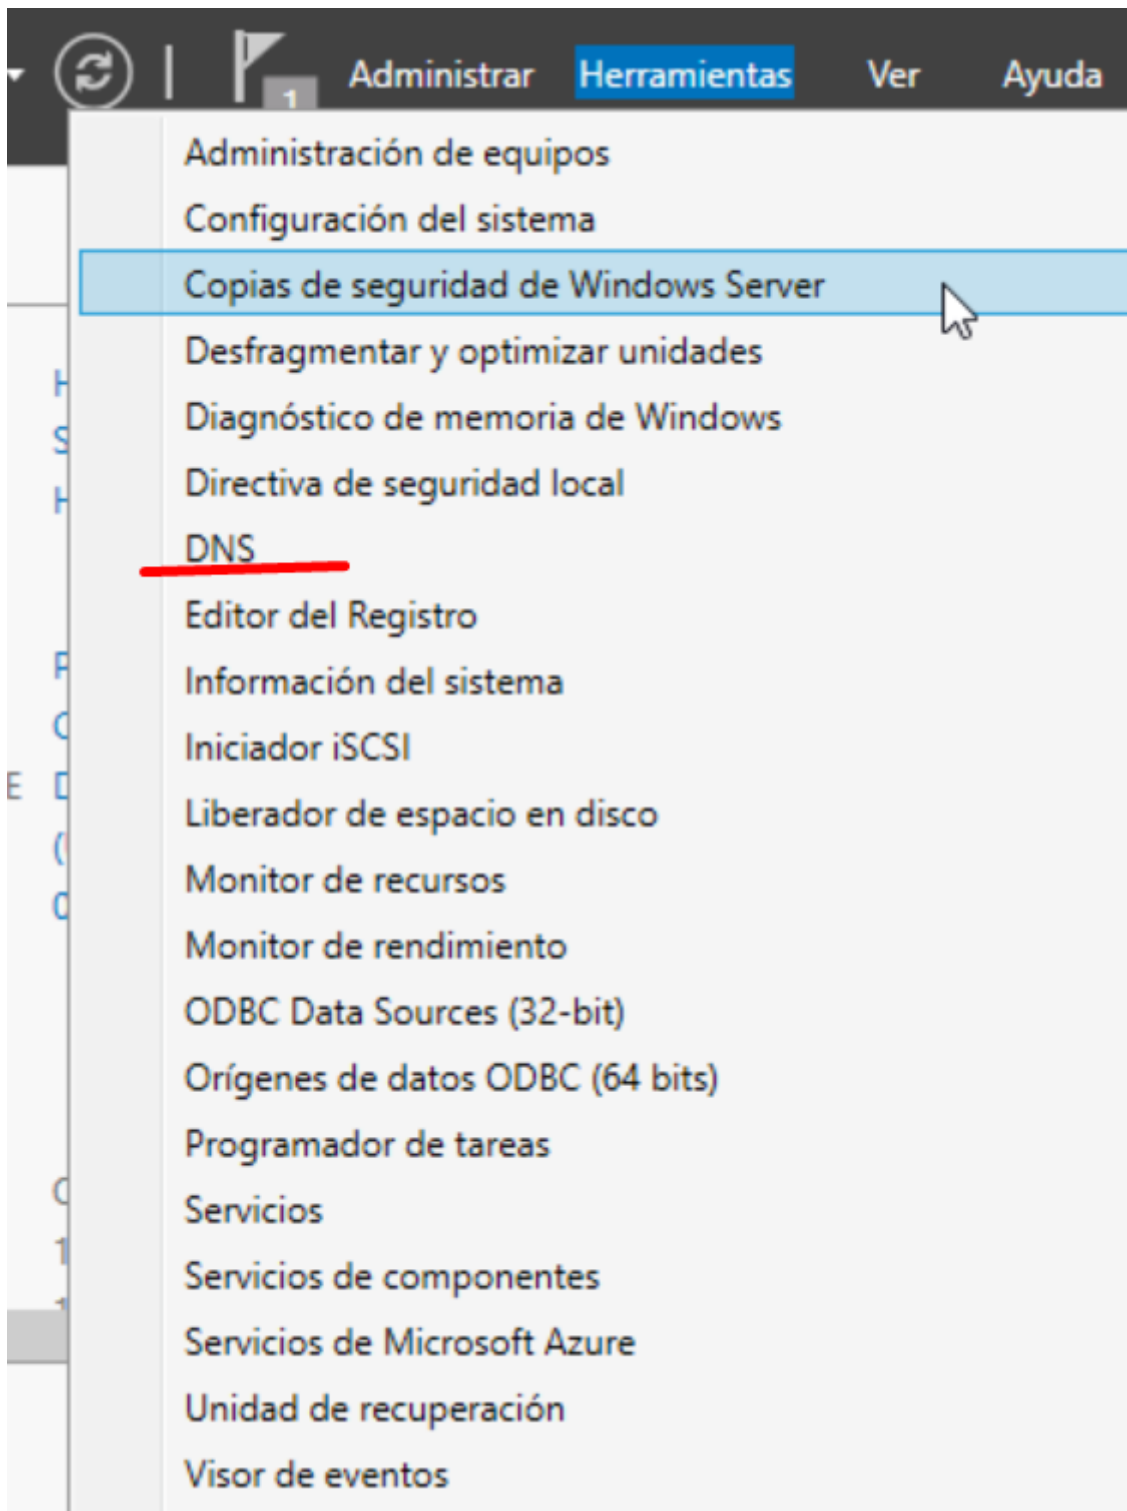 1
Administrar Herramientas Ver Ayuda
Administración de equipos
Configuración del sistema
Copias de seguridad de Windows Server
Desfragmentar y optimizar unidades
Diagnóstico de memoria de Windows
Directiva de seguridad local
DNS
Editor del Registro
Información del sistema
Iniciador iSCSI
Liberador de espacio en disco
Monitor de recursos
Monitor de rendimiento
ODBC Data Sources (32-bit)
Orígenes de datos ODBC (64 bits)
Programador de tareas
Servicios
Servicios de componentes
Servicios de Microsoft Azure
Unidad de recuperación
Visor de eventos